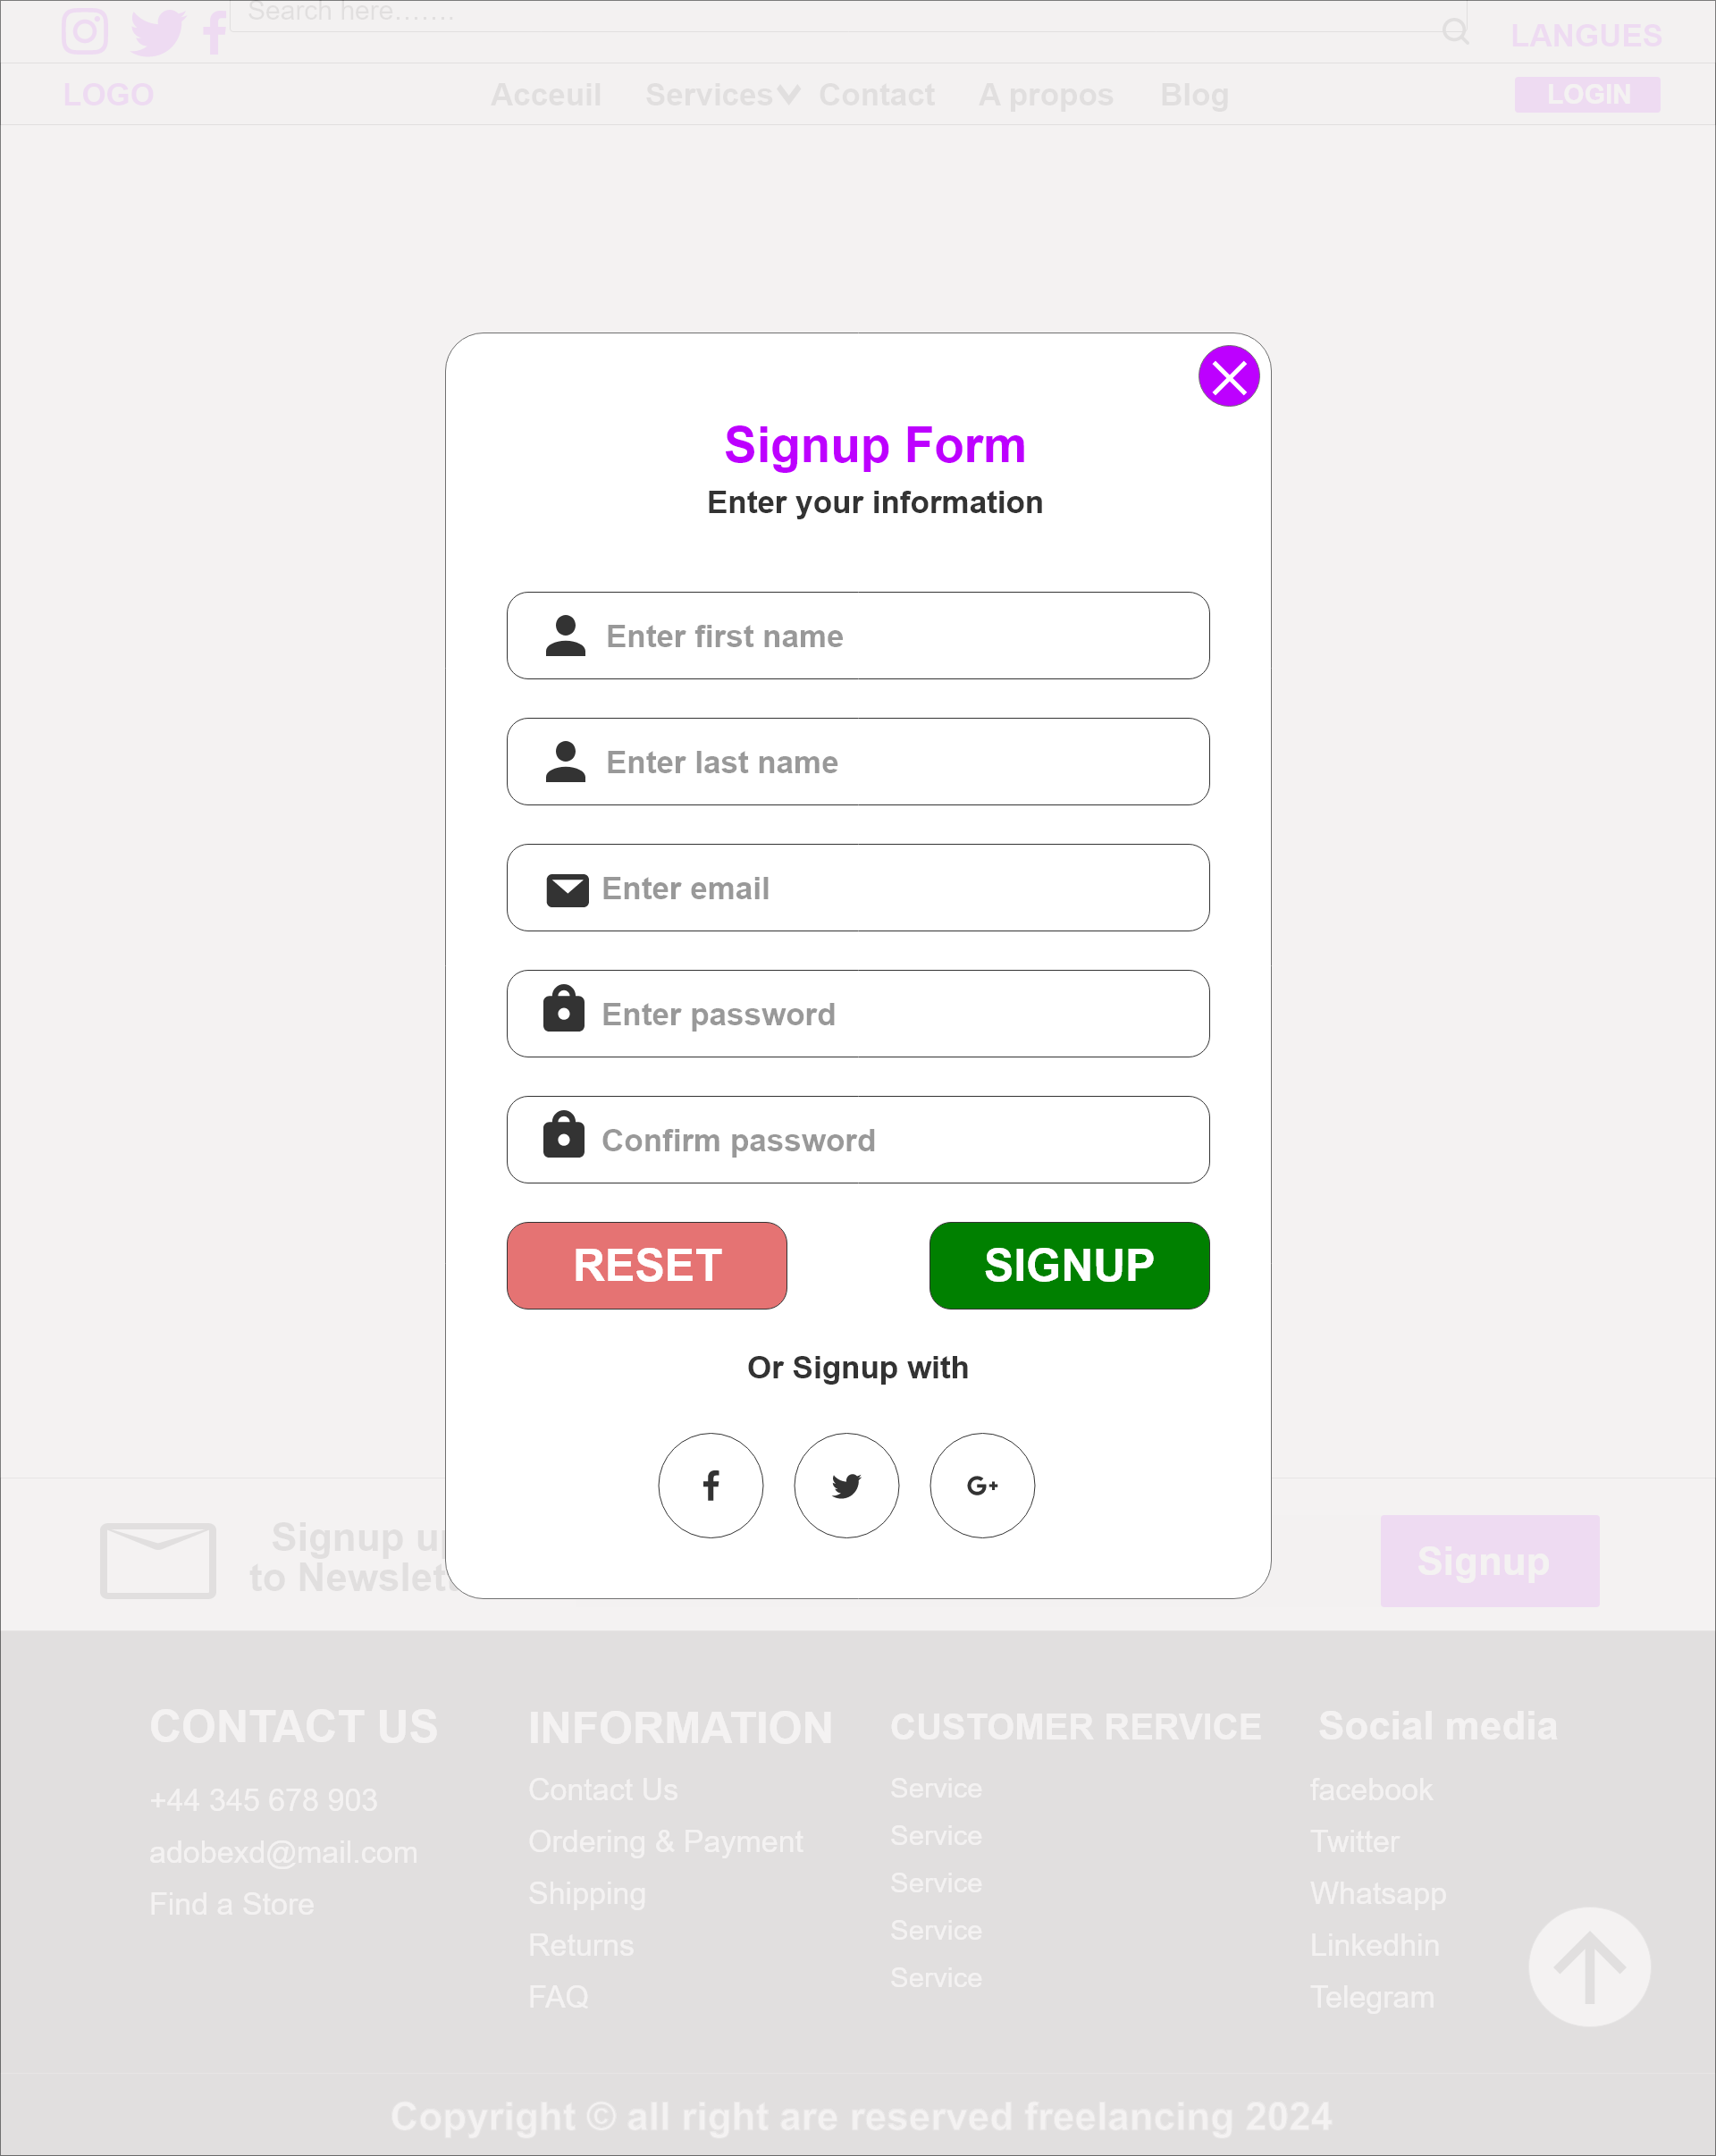 Search here.......
LANGUES
LOGO
Acceuil Services Contact A propos Blog
LOGIN
Signup Form
Enter your information
Enter first name
Enter last name
Enter email
Enter password
Confirm password
RESET SIGNUP
Or Signup with
G+
Signup up
to Newslett
Signup
CONTACT US
+44 345 678 903
adobexd@mail.com
Find a Store
INFORMATION
Contact Us
Ordering & Payment
Shipping
Returns
FAQ
CUSTOMER RERVICE
Service
Service
Service
Service
Service
Social media
facebook
Twitter
Whatsapp
Linkedhin
Telegram
Copyright © all right are reserved freelancing 2024